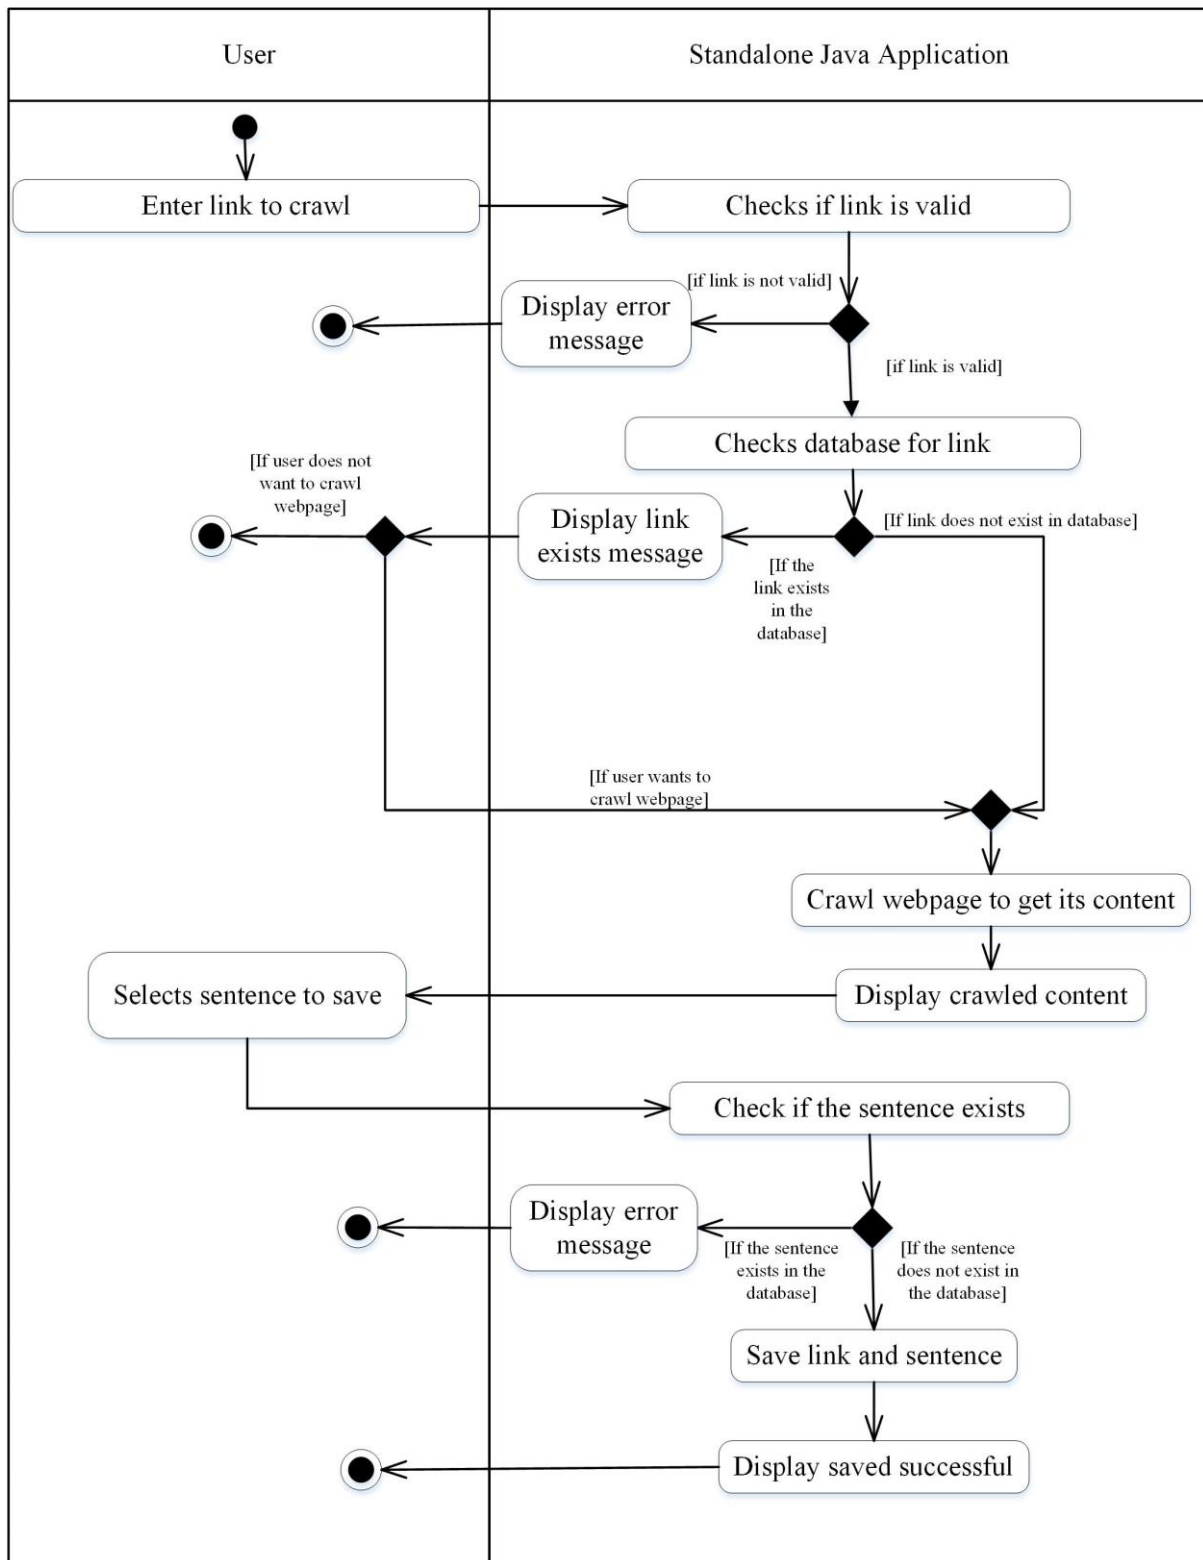 User
Standalone Java Application
Enter link to crawl
Checks if link is valid
[if link is not valid]
Display error
message
[if link is valid]
Checks database for link
[If user does not
want to crawl
webpage]
Display link
exists message
[If link does not exist in database]
[If the
link exists
in the
database]
[If user wants to
crawl webpage]
Crawl webpage to get its content
Selects sentence to save
Display crawled content
Check if the sentence exists
Display error
message
[If the sentence
exists in the
database]
[If the sentence
does not exist in
the database]
Save link and sentence
Display saved successful